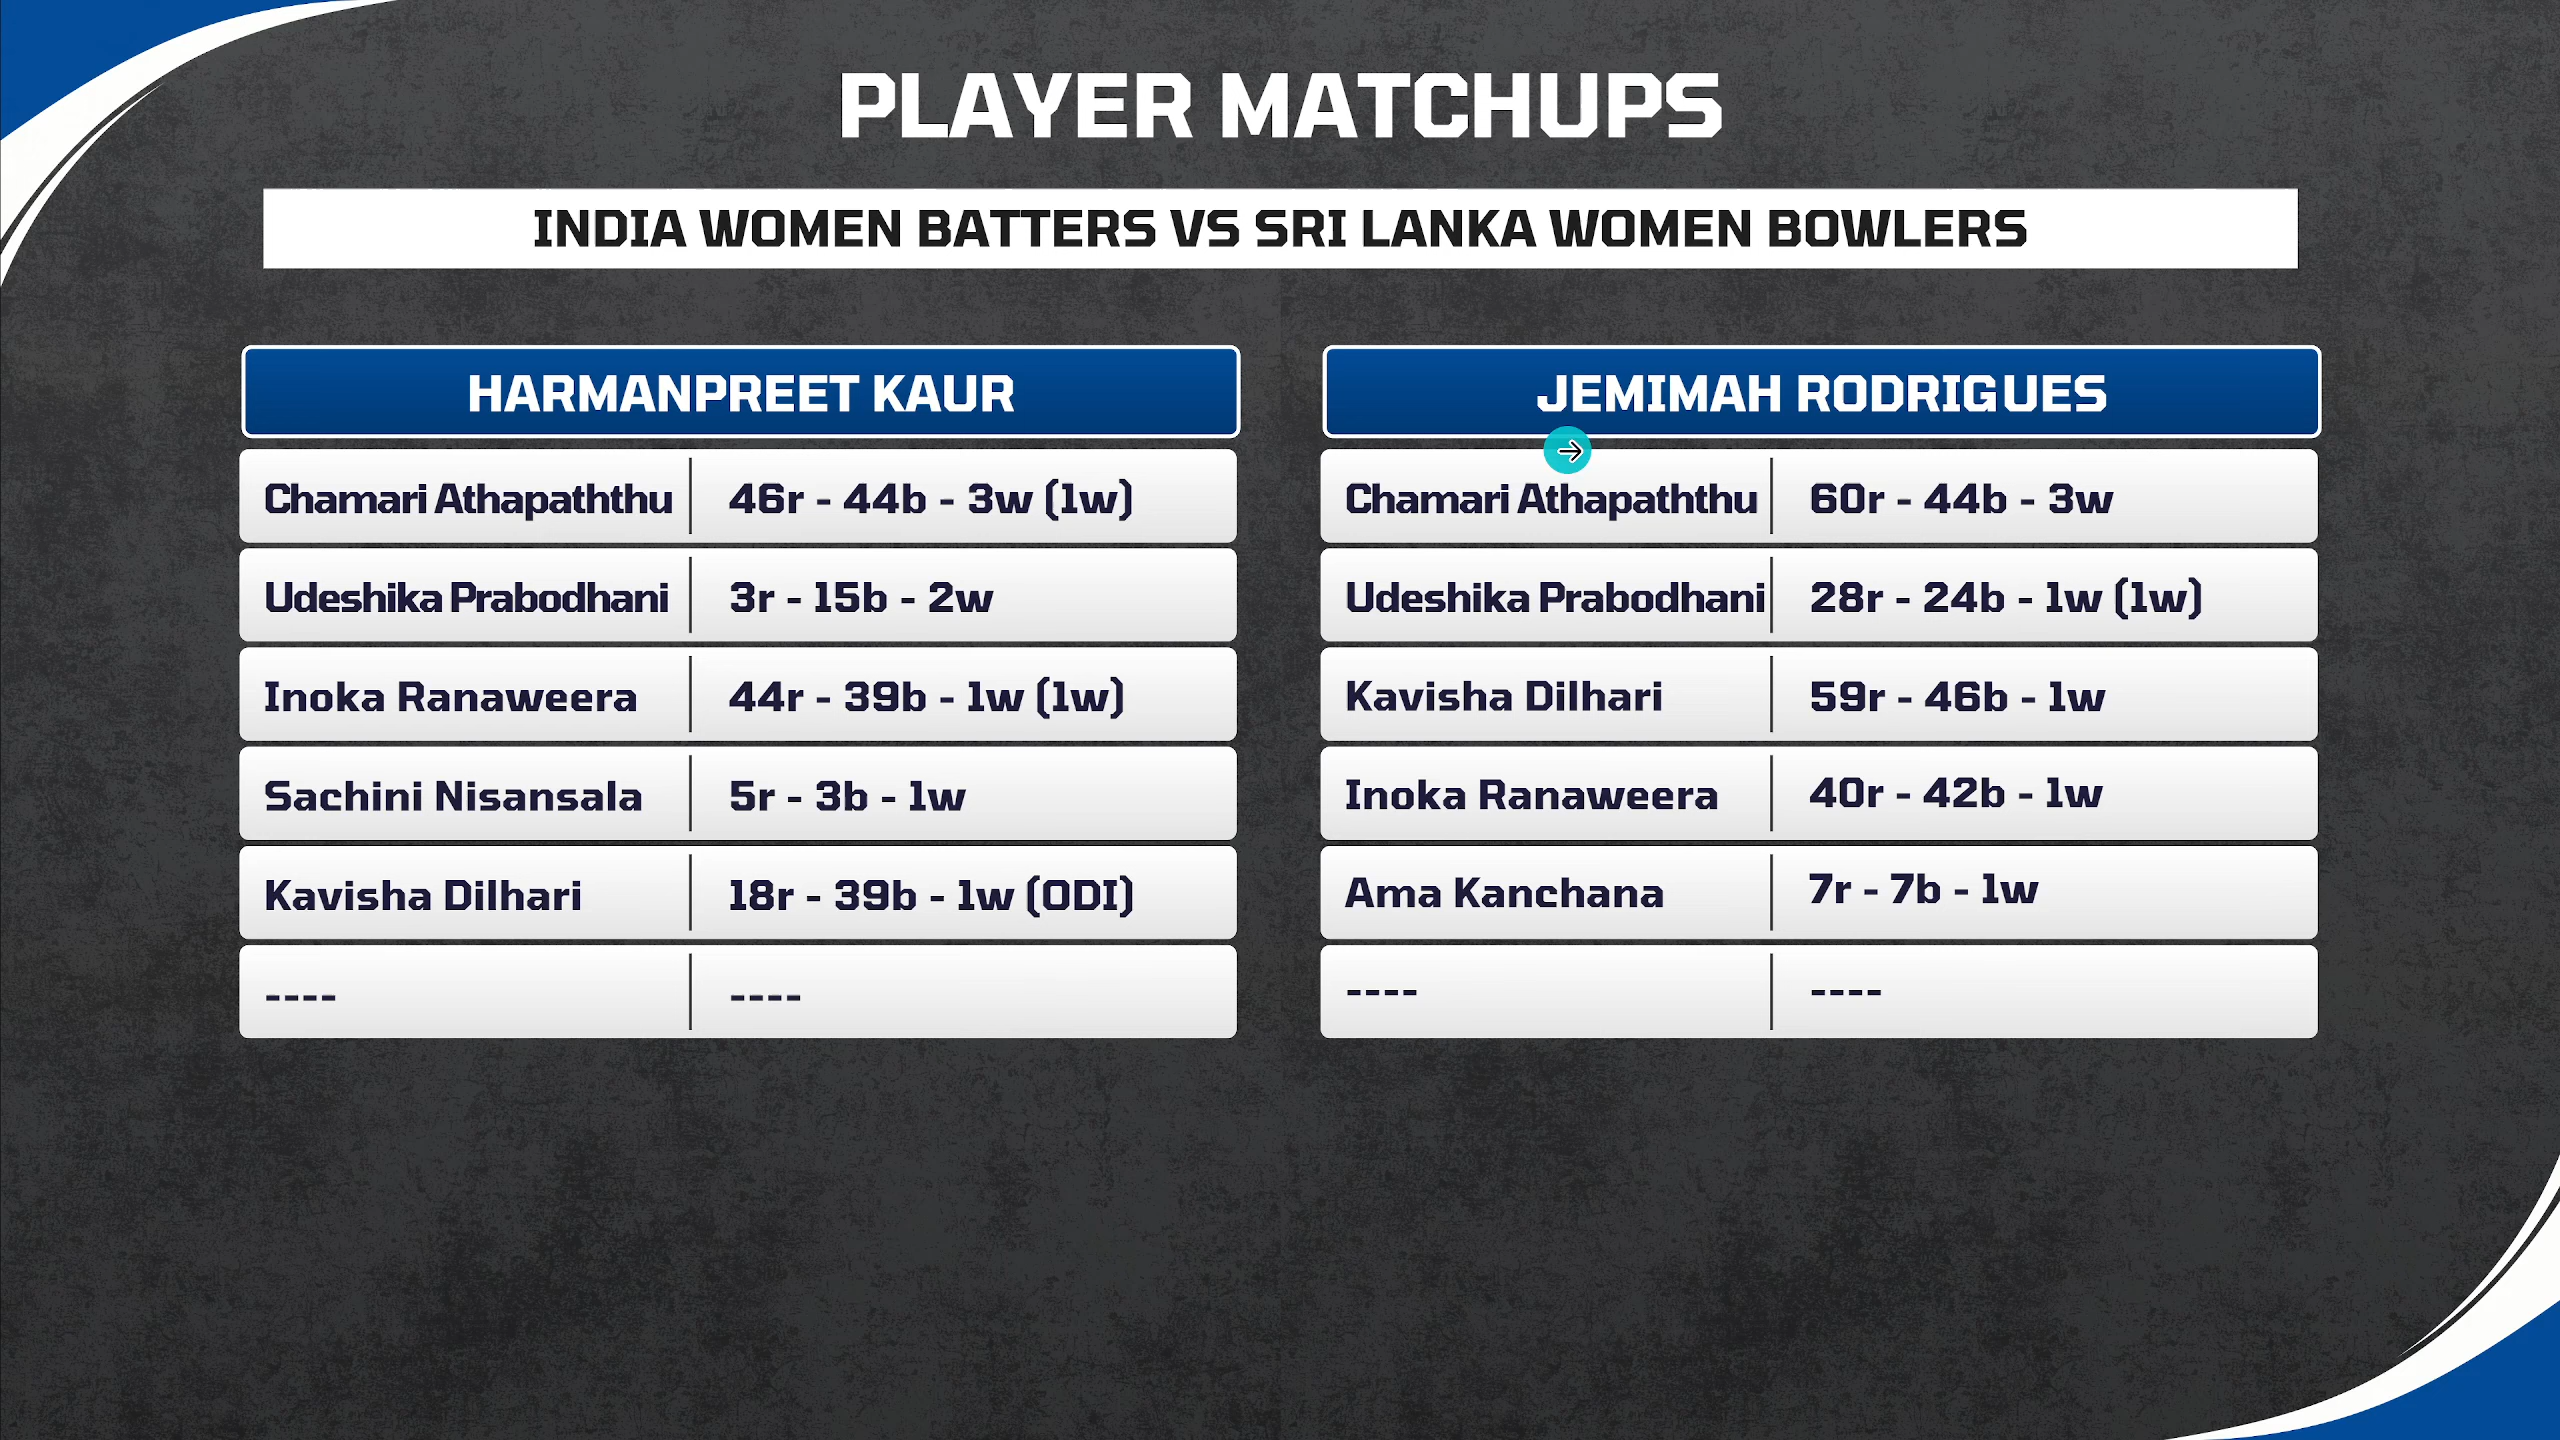 PLAYER MATCHUPS
INDIA WOMEN BATTERS VS SRI LANKA WOMEN BOWLERS
HARMANPREET KAUR
Chamari Athapaththu 46r - 44b - 3w (1w)
Udeshika Prabodhani 3r - 15b - 2w
Inoka Ranaweera 44r - 39b - 1w (1w)
Sachini Nisansala 5r - 3b - 1w
Kavisha Dilhari 18r - 39b - 1w (ODI)
---- ----
JEMIMAH RODRIGUES
Chamari Athapaththu 60r - 44b - 3w
Udeshika Prabodhani 28r - 24b - 1w (1w)
Kavisha Dilhari 59r - 46b - 1w
Inoka Ranaweera 40r - 42b - 1w
Ama Kanchana 7r - 7b - 1w
---- ----